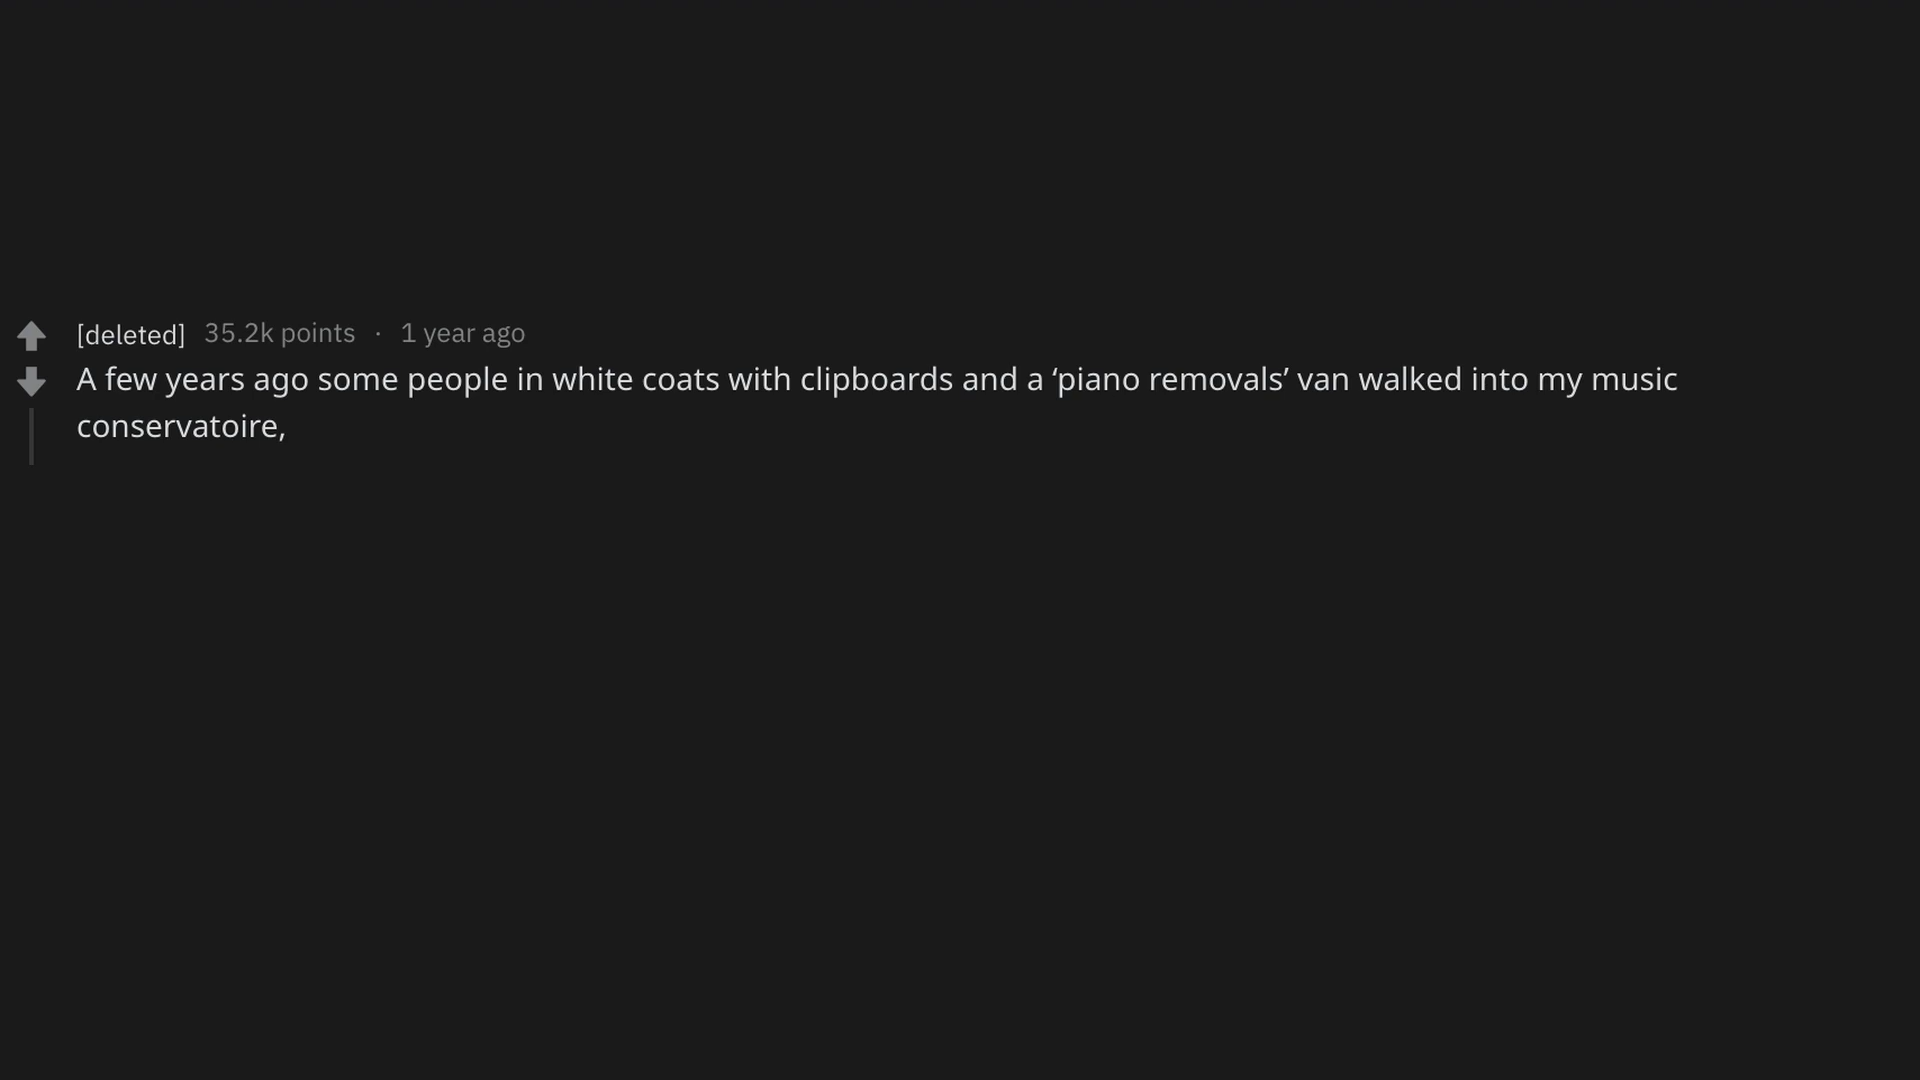 [deleted] 35.2k points · 1 year ago
A few years ago some people in white coats with clipboards and a ‘piano removals’ van walked into my music
conservatoire,